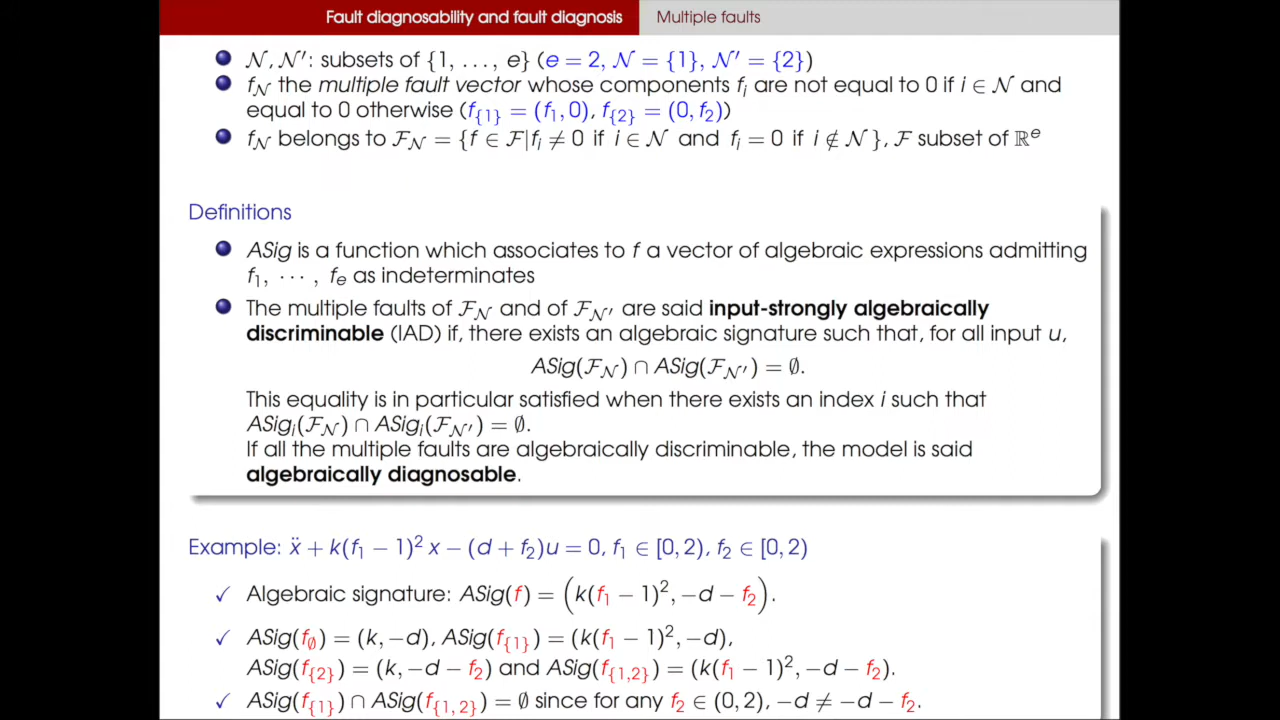 Fault diagnosability and fault diagnosis
Multiple faults
𝒩, 𝒩′: subsets of {1, ..., e} (e = 2, 𝒩 = {1}, 𝒩′ = {2})
f_𝒩 the multiple fault vector whose components f_i are not equal to 0 if i ∈ 𝒩 and
equal to 0 otherwise (f_{1} = (f_1, 0), f_{2} = (0, f_2))
f_𝒩 belongs to ℱ_𝒩 = {f ∈ ℱ|f_i ≠ 0 if i ∈ 𝒩 and f_i = 0 if i ∉ 𝒩}, ℱ subset of ℝ^e
Definitions
ASig is a function which associates to f a vector of algebraic expressions admitting
f_1, ⋯, f_e as indeterminates
The multiple faults of ℱ_𝒩 and of ℱ_𝒩′ are said input-strongly algebraically
discriminable (IAD) if, there exists an algebraic signature such that, for all input u,
ASig(ℱ_𝒩) ∩ ASig(ℱ_𝒩′) = ∅.
This equality is in particular satisfied when there exists an index i such that
ASig_i(ℱ_𝒩) ∩ ASig_i(ℱ_𝒩′) = ∅.
If all the multiple faults are algebraically discriminable, the model is said
algebraically diagnosable.
Example: ẍ + k(f_1 − 1)² x − (d + f_2)u = 0, f_1 ∈ [0, 2), f_2 ∈ [0, 2)
✓ Algebraic signature: ASig(f) = (k(f_1 − 1)², −d − f_2).
✓ ASig(f_∅) = (k, −d), ASig(f_{1}) = (k(f_1 − 1)², −d),
ASig(f_{2}) = (k, −d − f_2) and ASig(f_{1,2}) = (k(f_1 − 1)², −d − f_2).
✓ ASig(f_{1}) ∩ ASig(f_{1, 2}) = ∅ since for any f_2 ∈ (0, 2), −d ≠ −d − f_2.